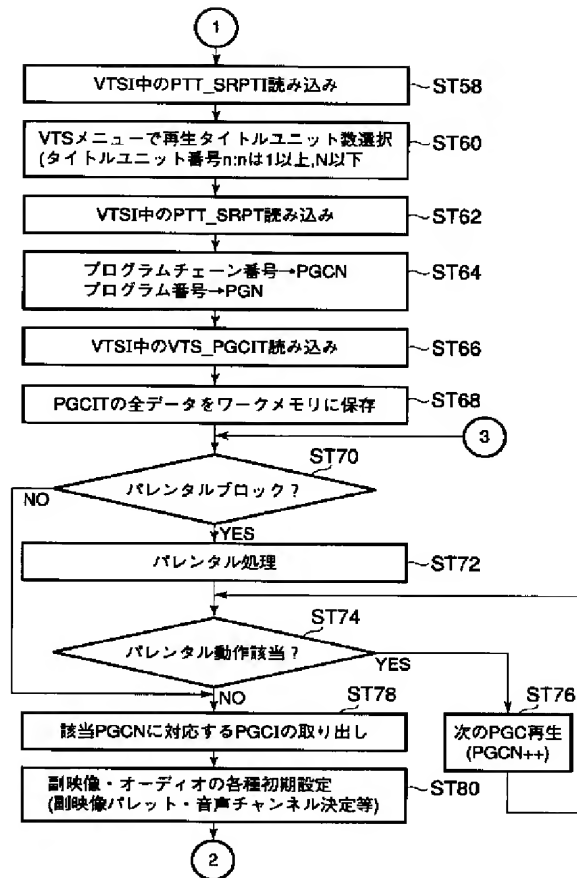 1
VTSI中のPTT_SRPTI読み込み
ST58
VTSメニューで再生タイトルユニット数選択
(タイトルユニット番号n:nは1以上,N以下
ST60
VTSI中のPTT_SRPT読み込み
ST62
プログラムチェーン番号→PGCN
プログラム番号→PGN
ST64
VTSI中のVTS_PGCIT読み込み
ST66
PGCITの全データをワークメモリに保存
ST68
3
ST70
パレンタルブロック?
NO
YES
パレンタル処理
ST72
ST74
パレンタル動作該当?
YES
NO
ST78
ST76
該当PGCNに対応するPGCIの取り出し
次のPGC再生
(PGCN++)
副映像・オーディオの各種初期設定
(副映像パレット・音声チャンネル決定等)
ST80
2